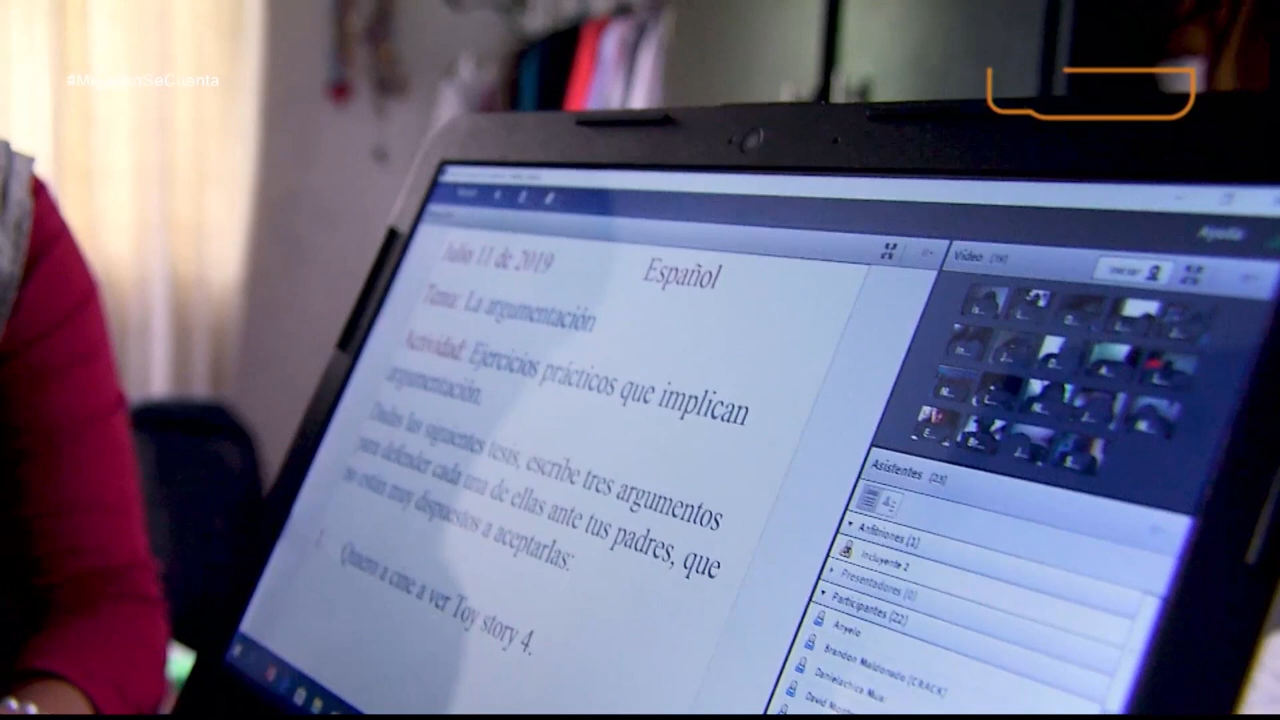 Ayuda
Julio 11 de 2019 Español
Tema: La argumentación
Actividad: Ejercicios prácticos que implican
argumentación.
Dadas las siguientes tesis, escribe tres argumentos
para defender cada una de ellas ante tus padres, que
no están muy dispuestos a aceptarlas:
Quiero a cine a ver Toy story 4.
Video
Asistentes (23)
Anfitriones (1)
Incluyente 2
Presentadores (0)
Participantes (22)
Anyelo
Brandon Maldonado [CRACK]
David